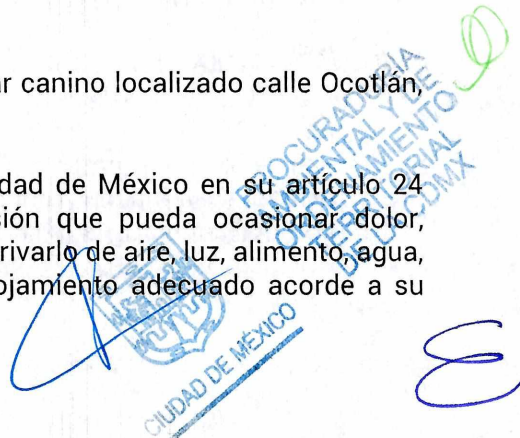 r canino localizado calle Ocotlán,
dad de México en su artículo 24
sión que pueda ocasionar dolor,
rivarlo de aire, luz, alimento, agua,
ojamiento adecuado acorde a su
PROCURADURÍA
AMBIENTAL Y DE
ORDENAMIENTO
TERRITORIAL
DE LA CDMX
CIUDAD DE MÉXICO